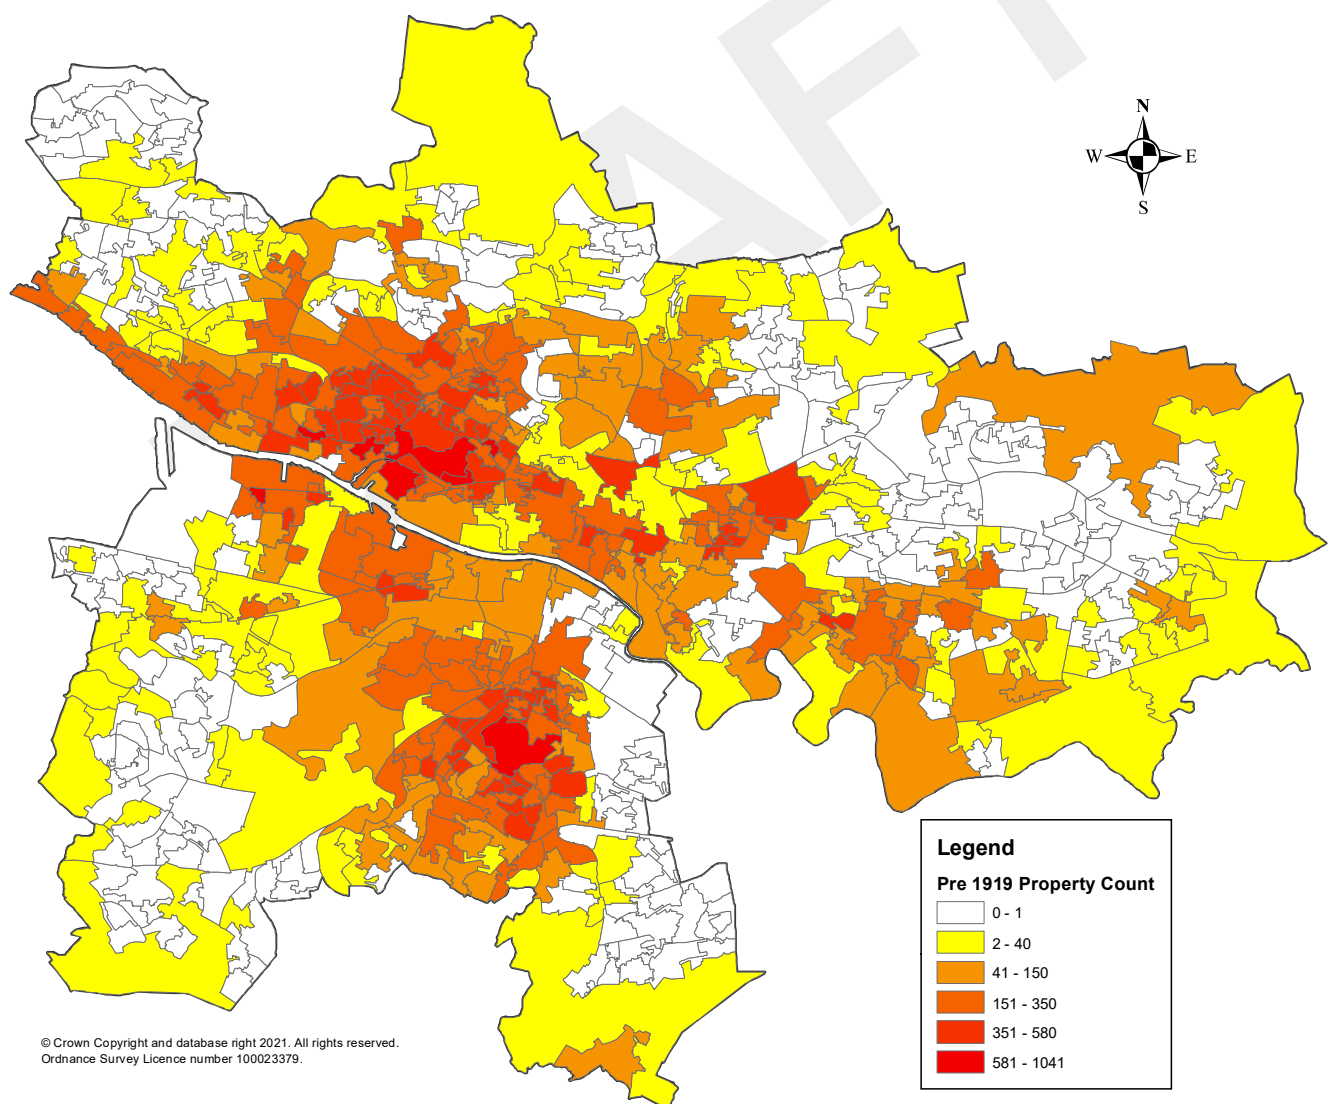 AFT
N
W E
S
Legend
Pre 1919 Property Count
0 - 1
2 - 40
41 - 150
151 - 350
351 - 580
581 - 1041
© Crown Copyright and database right 2021. All rights reserved.
Ordnance Survey Licence number 100023379.